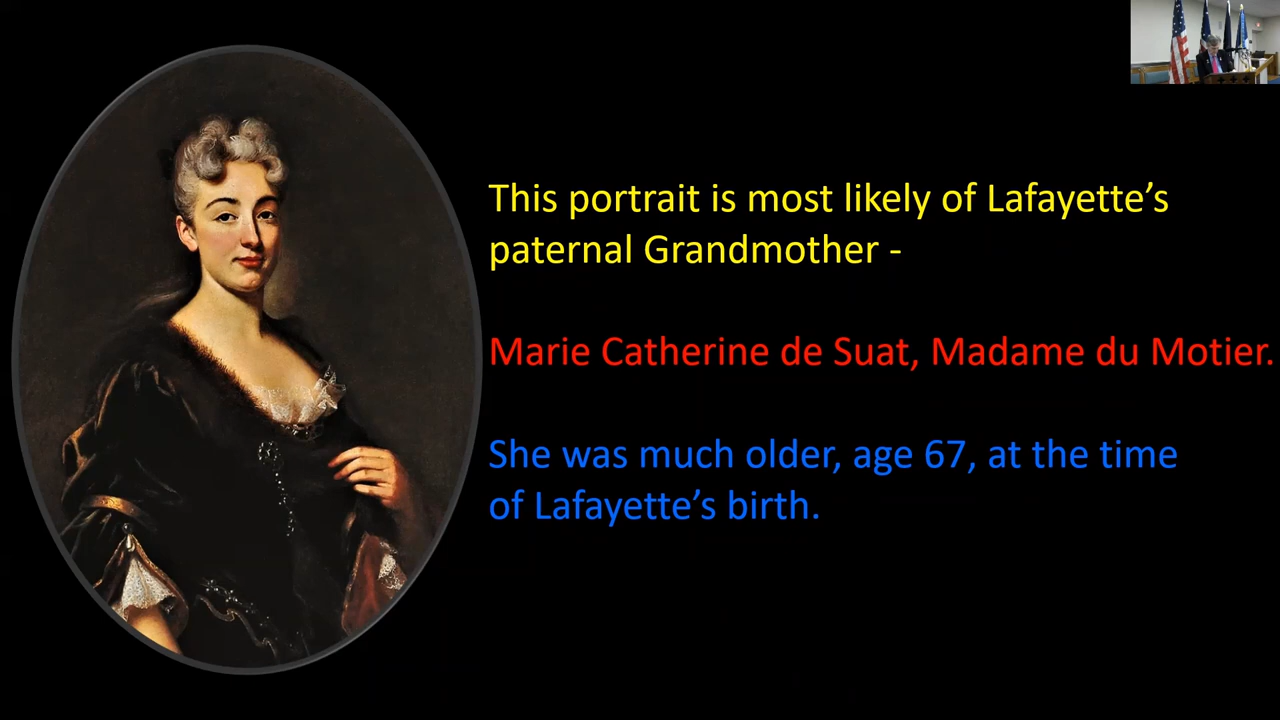 This portrait is most likely of Lafayette’s
paternal Grandmother -
Marie Catherine de Suat, Madame du Motier.
She was much older, age 67, at the time
of Lafayette’s birth.